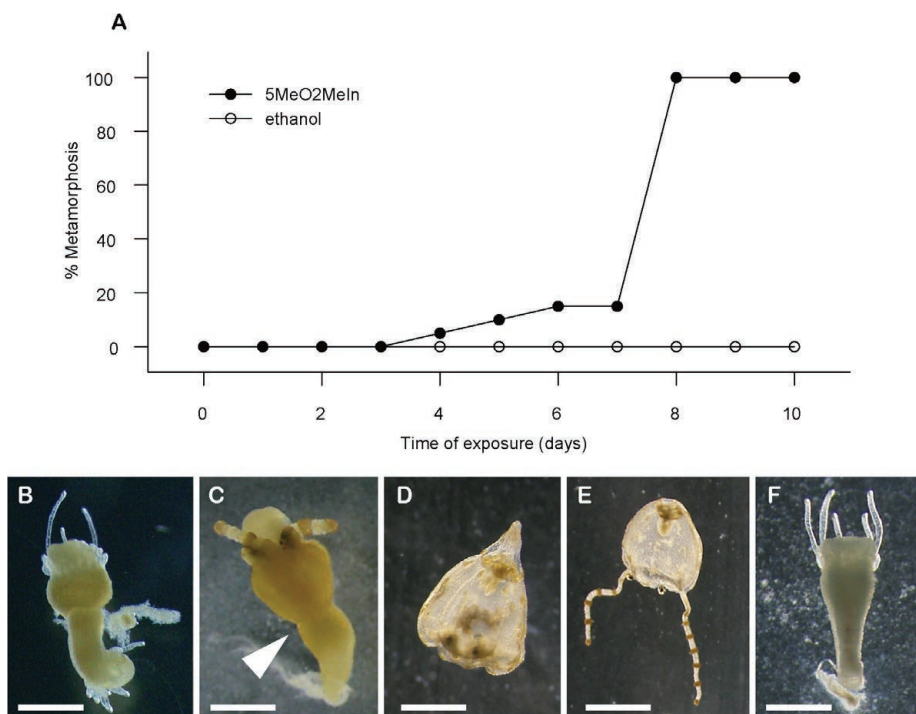 A
100
80
60
40
20
0
% Metamorphosis
5MeO2MeIn
ethanol
0 2 4 6 8 10
Time of exposure (days)
B C D E F